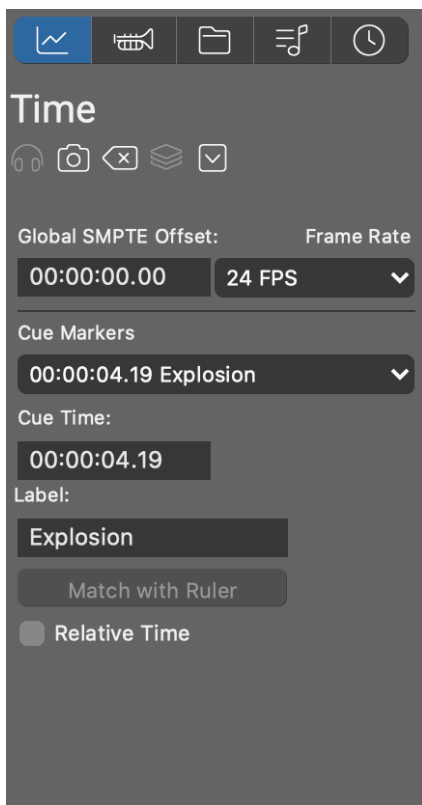 Time
Global SMPTE Offset: Frame Rate
00:00:00.00 24 FPS
Cue Markers
00:00:04.19 Explosion
Cue Time:
00:00:04.19
Label:
Explosion
Match with Ruler
Relative Time